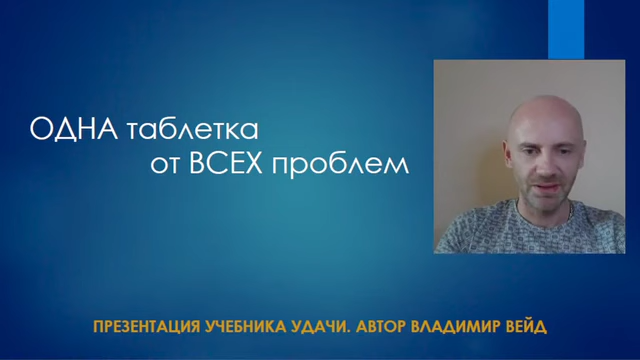 ОДНА таблетка
от ВСЕХ проблем
ПРЕЗЕНТАЦИЯ УЧЕБНИКА УДАЧИ. АВТОР ВЛАДИМИР ВЕЙД